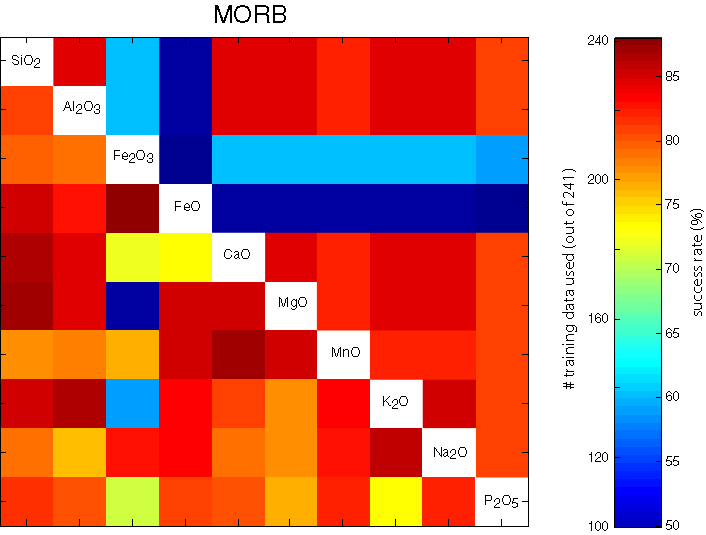 MORB
SiO2
Al2O3
Fe2O3
FeO
CaO
MgO
MnO
K2O
Na2O
P2O5
# training data used (out of 241)
240
200
160
120
100
85
80
75
70
65
60
55
50
success rate (%)